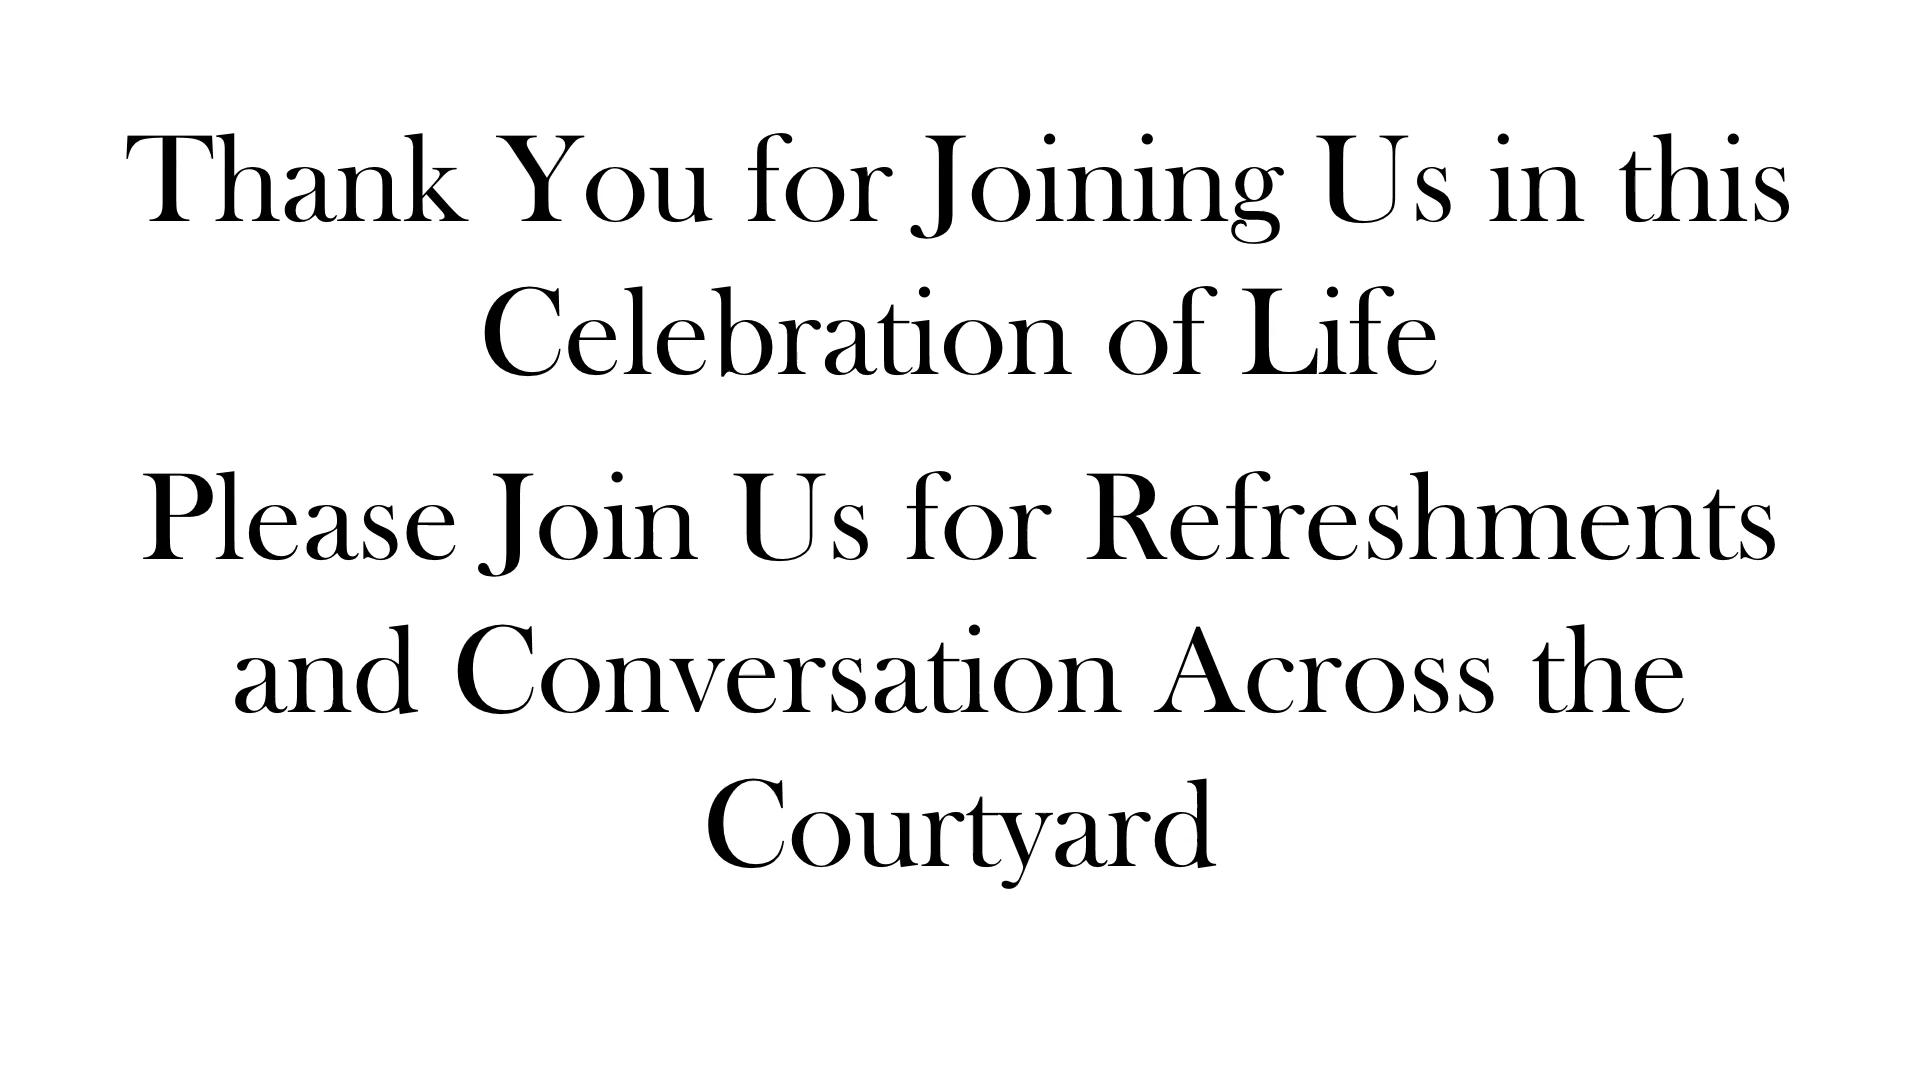 Thank You for Joining Us in this
Celebration of Life
Please Join Us for Refreshments
and Conversation Across the
Courtyard